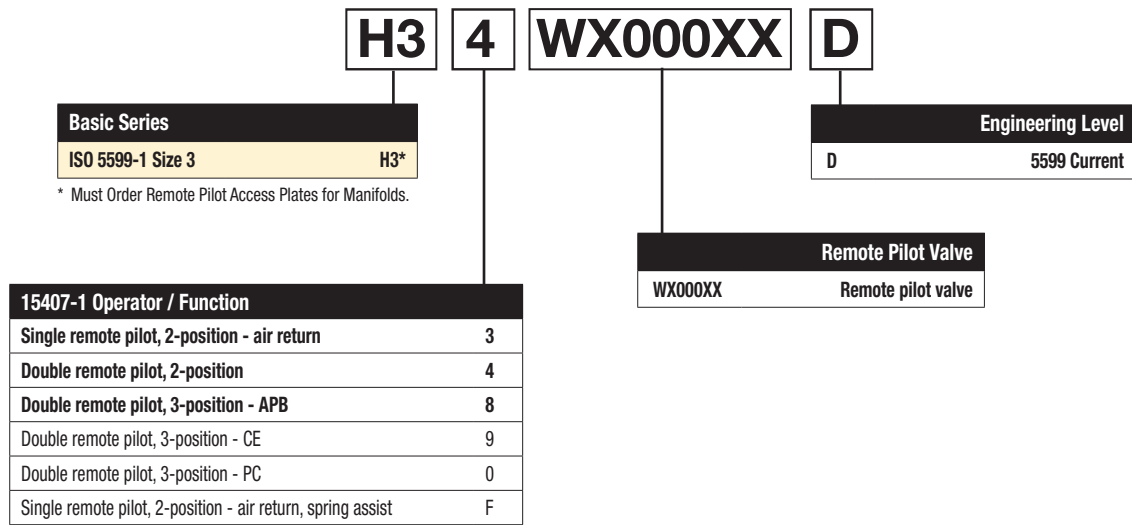 H3 4 WX000XX D
Basic Series
ISO 5599-1 Size 3 H3*
* Must Order Remote Pilot Access Plates for Manifolds.
Engineering Level
D 5599 Current
Remote Pilot Valve
WX000XX Remote pilot valve
15407-1 Operator / Function
Single remote pilot, 2-position - air return 3
Double remote pilot, 2-position 4
Double remote pilot, 3-position - APB 8
Double remote pilot, 3-position - CE 9
Double remote pilot, 3-position - PC 0
Single remote pilot, 2-position - air return, spring assist F